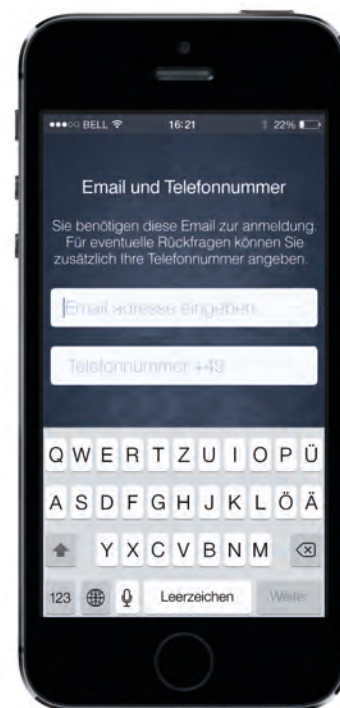 BELL 16:21 22%
Email und Telefonnummer
Sie benötigen diese Email zur anmeldung.
Für eventuelle Rückfragen können Sie
zusätzlich Ihre Telefonnummer angeben.
Email adresse eingeben
Telefonnummer +49
Q W E R T Z U I O P Ü
A S D F G H J K L Ö Ä
Y X C V B N M
123 Leerzeichen Weiter